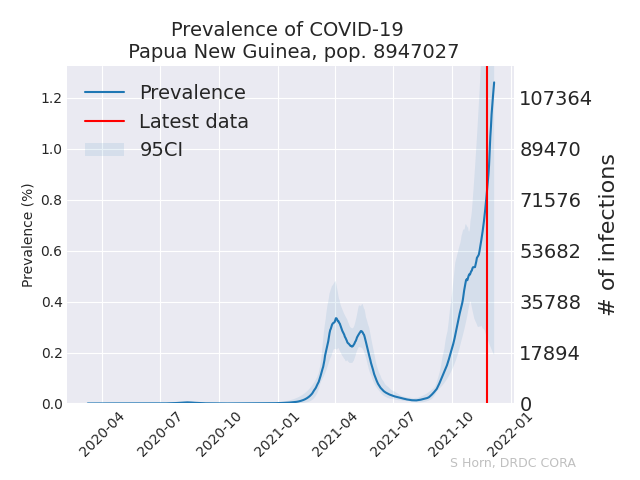 Prevalence of COVID-19
Papua New Guinea, pop. 8947027
Prevalence
Latest data
95CI
Prevalence (%)
1.2
1.0
0.8
0.6
0.4
0.2
0.0
107364
89470
71576
53682
35788
17894
0
# of infections
2020-04
2020-07
2020-10
2021-01
2021-04
2021-07
2021-10
2022-01
S Horn, DRDC CORA